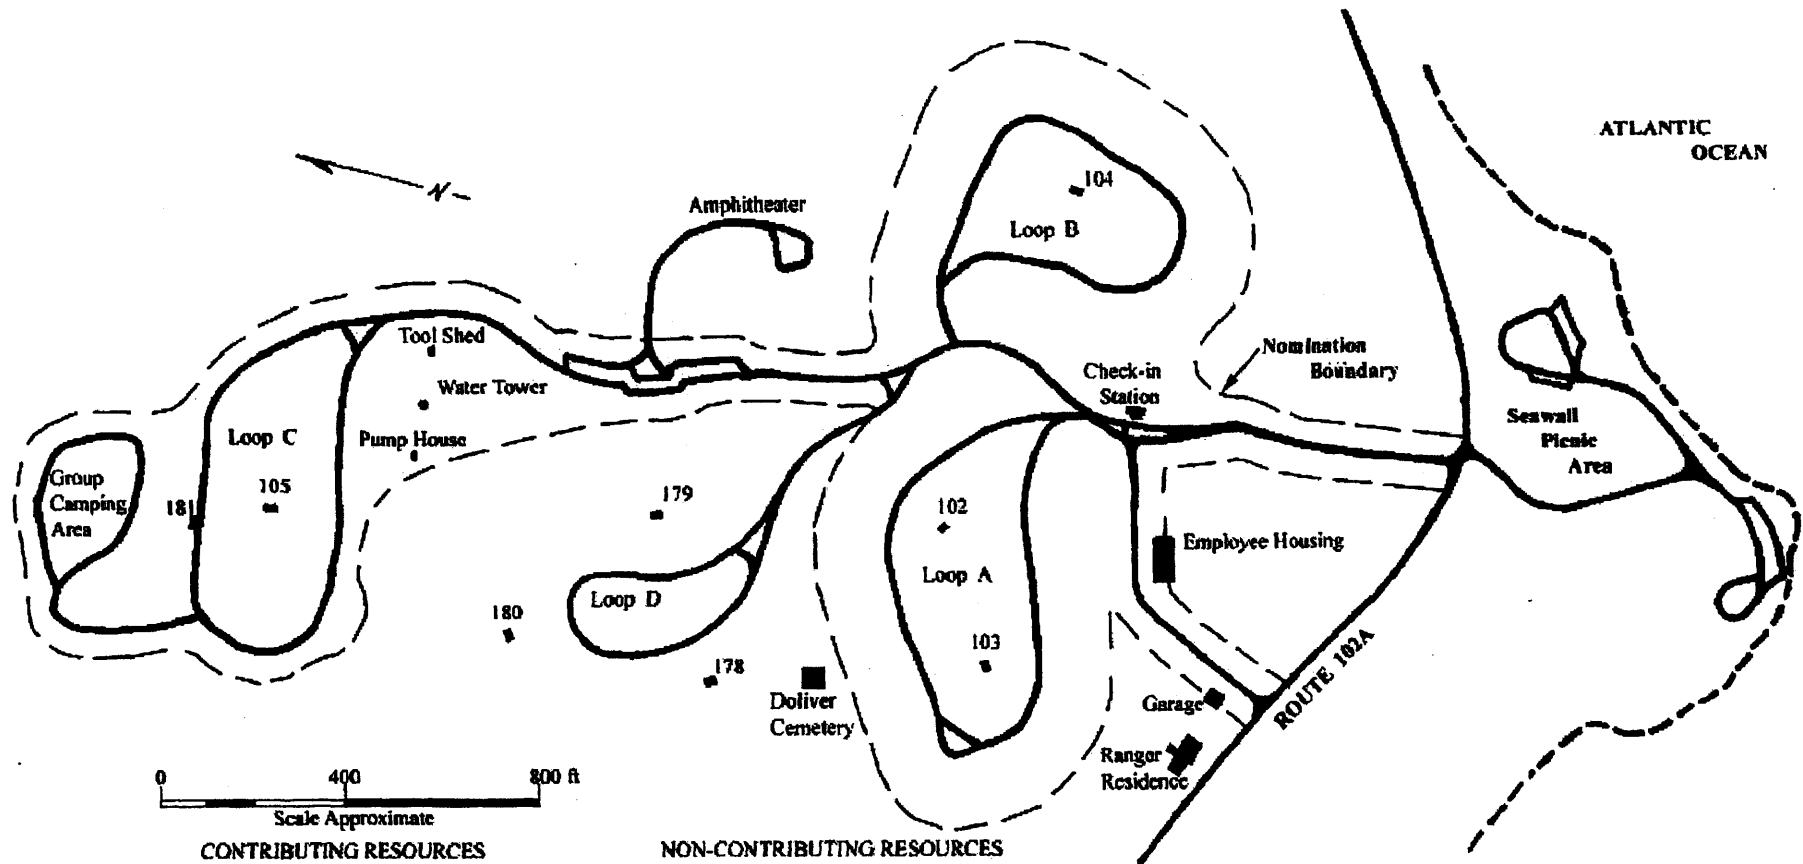 ATLANTIC
OCEAN
N
104
Amphitheater
Loop B
Tool Shed
Nomination
Boundary
Check-in
Station
Water Tower
Seawall
Picnic
Area
Loop C
Pump House
Group
Camping
Area
105
181
179
102
Employee Housing
Loop A
Loop D
180
103
178
ROUTE 102A
Doliver
Cemetery
Garage
Ranger
Residence
0 400 800 ft
Scale Approximate
CONTRIBUTING RESOURCES
NON-CONTRIBUTING RESOURCES